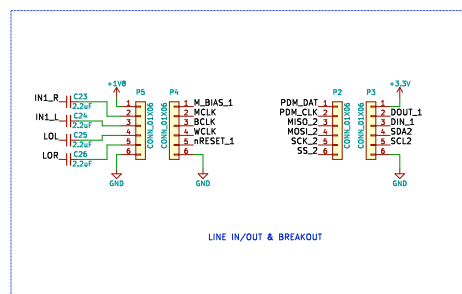 +1V8
P5
P4
IN1_R
C23
2.2uF
IN1_L
C24
2.2uF
LOL
C25
2.2uF
LOR
C26
2.2uF
1
2
3
4
5
6
CONN_01X06
GND
1
2
3
4
5
6
CONN_01X06
M_BIAS_1
MCLK
BCLK
WCLK
nRESET_1
GND
P2
P3
+3.3V
PDM_DAT
PDM_CLK
MISO_2
MOSI_2
SCK_2
SS_2
1
2
3
4
5
6
CONN_01X06
1
2
3
4
5
6
CONN_01X06
DOUT_1
DIN_1
SDA2
SCL2
GND
LINE IN/OUT & BREAKOUT